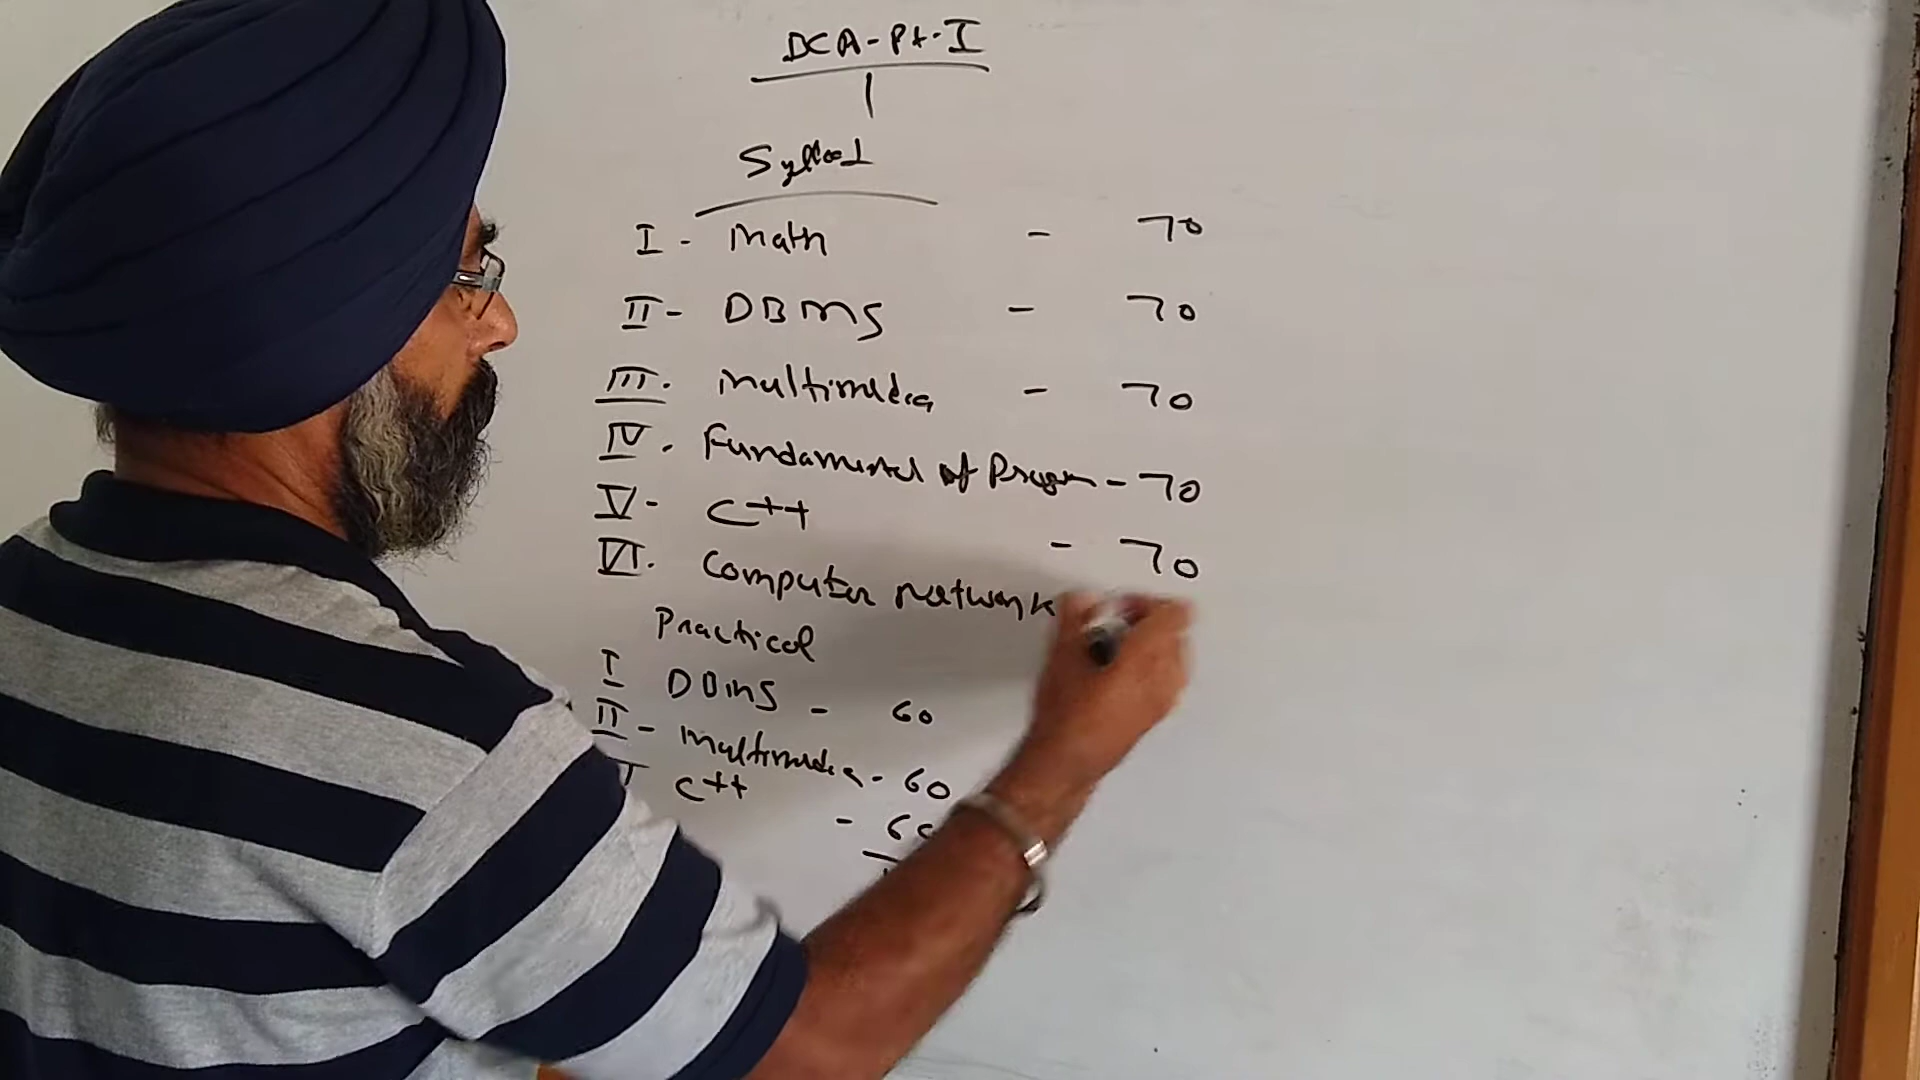 DCA-Pt-I
I - Math - 70
II - DBMS - 70
III. Multimedia - 70
IV. Fundamental of Program - 70
V - C++ - 70
VI. Computer Network
Practical
I DBMS - 60
II - Multimedia - 60
C++ - 60